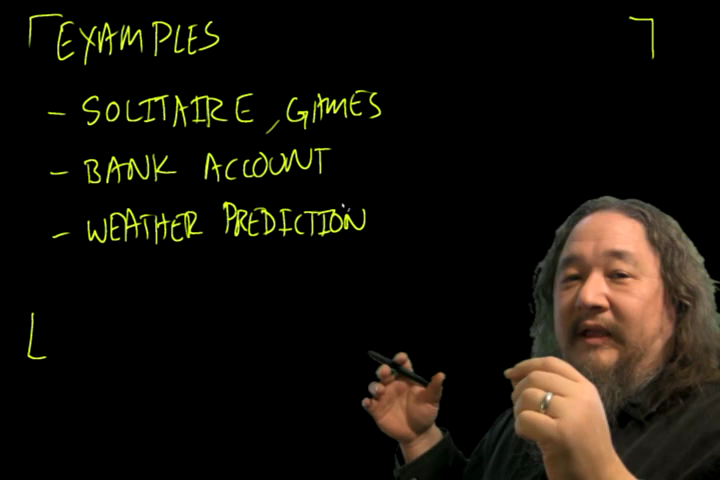 EXAMPLES
- SOLITAIRE, GAMES
- BANK ACCOUNT
- WEATHER PREDICTION